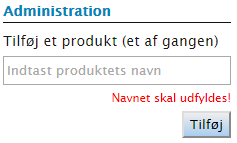 Administration
Tilføj et produkt (et af gangen)
Indtast produktets navn
Navnet skal udfyldes!
Tilføj